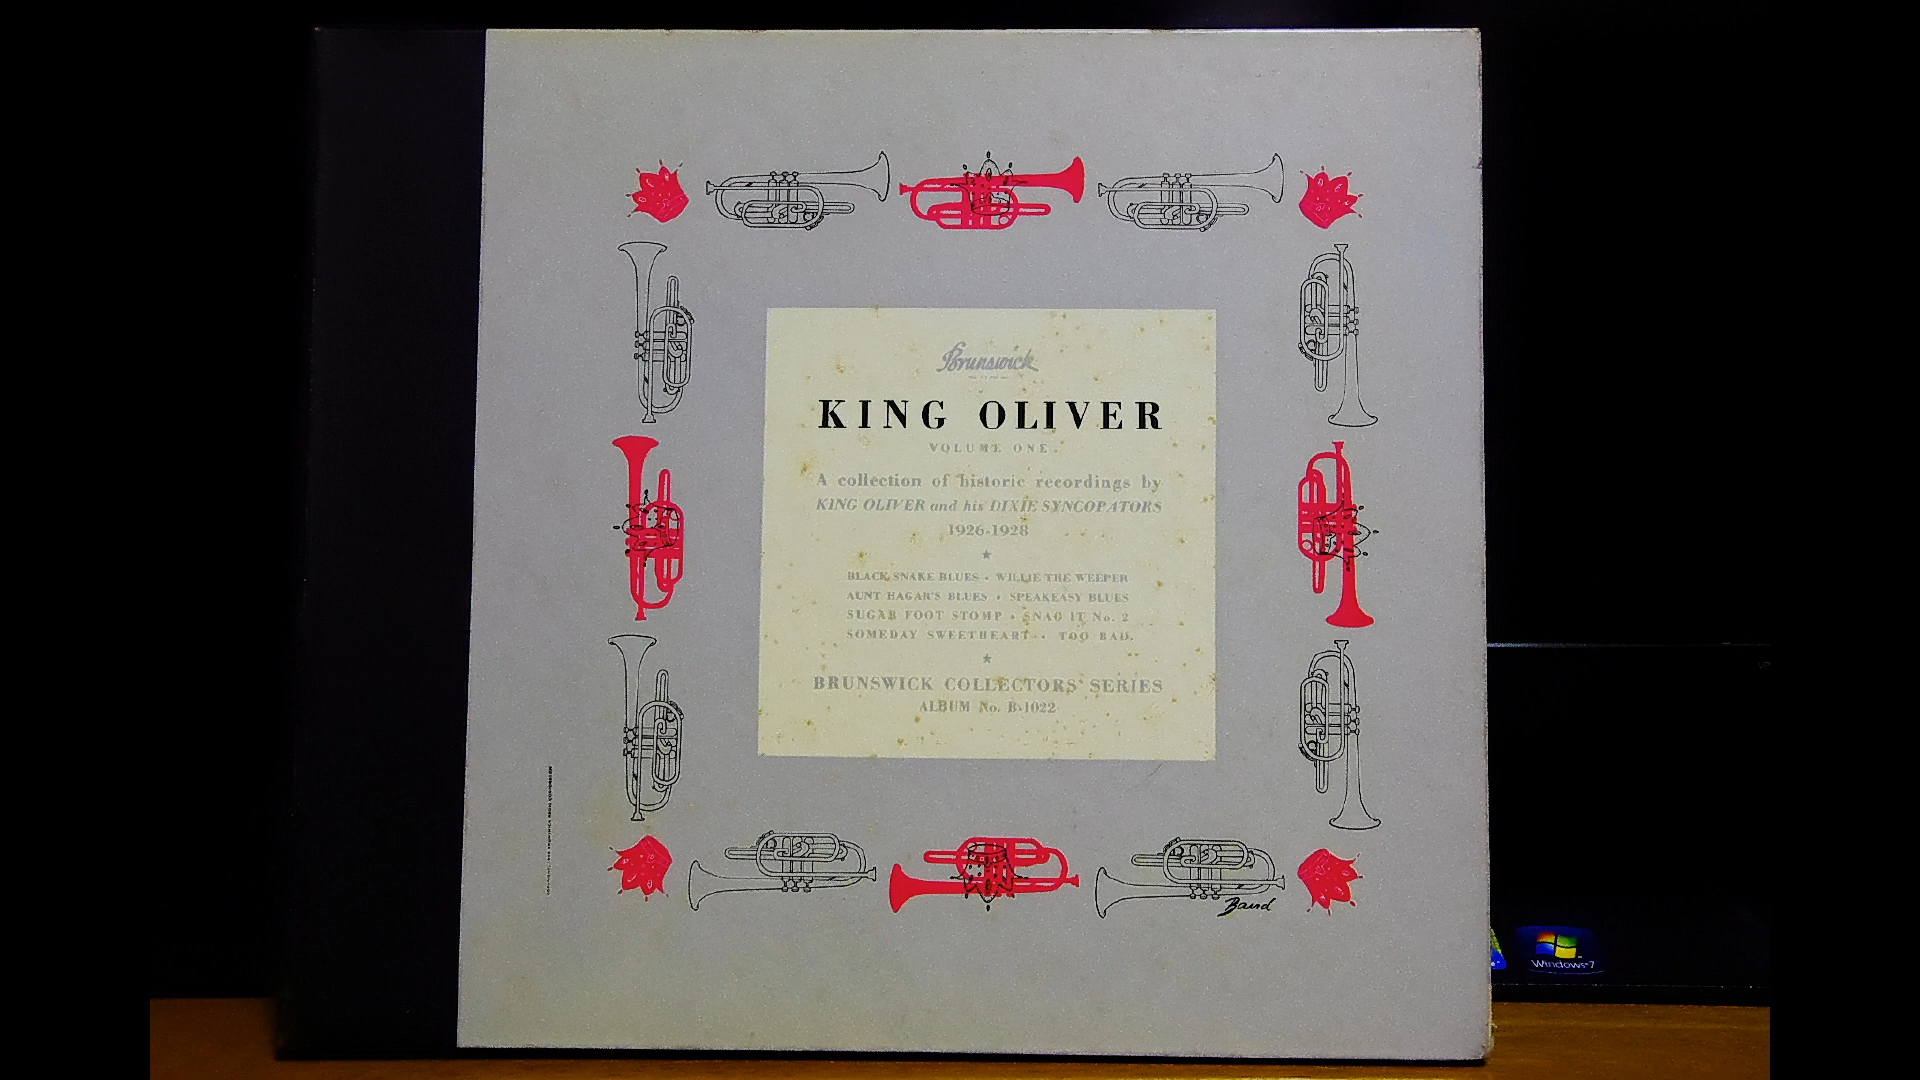 Brunswick
KING OLIVER
VOLUME ONE
A collection of historic recordings by
KING OLIVER and his DIXIE SYNCOPATORS
1926-1928
BLACK SNAKE BLUES • WILLIE THE WEEPER
AUNT HAGAR'S BLUES • SPEAKEASY BLUES
SUGAR FOOT STOMP • SNAG IT No. 2
SOMEDAY SWEETHEART • TOO BAD
BRUNSWICK COLLECTORS' SERIES
ALBUM No. B-1022
Windows 7